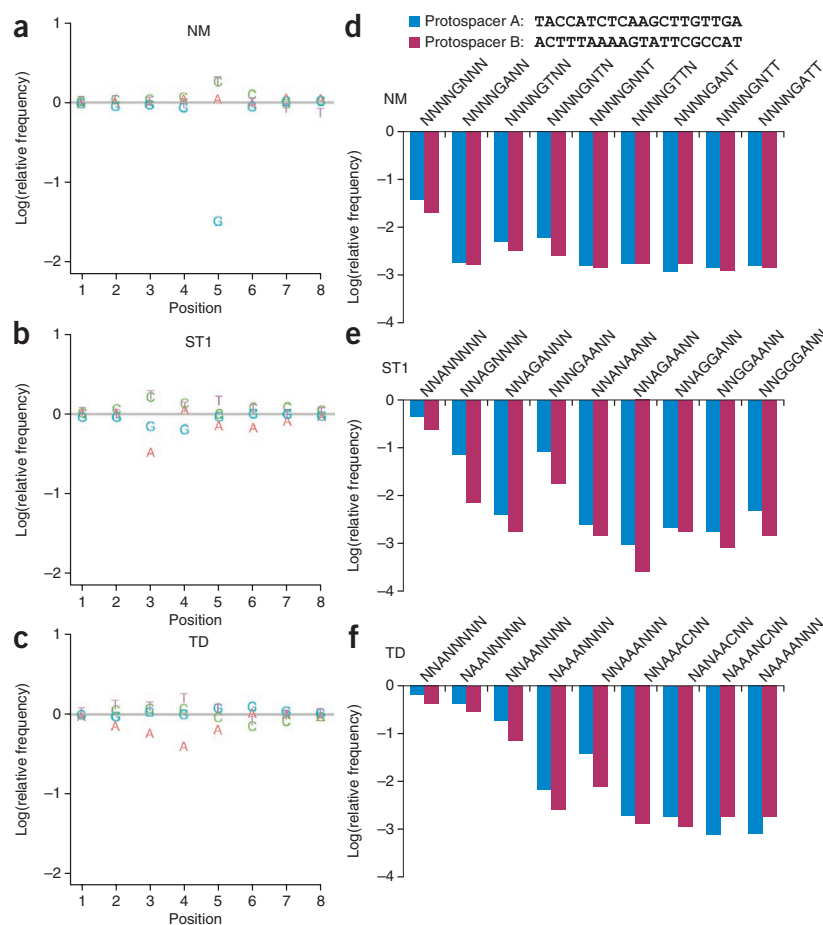 a
NM
Log(relative frequency)
1
0
−1
−2
1 2 3 4 5 6 7 8
Position
G
C
A
T
b
ST1
Log(relative frequency)
1
0
−1
−2
1 2 3 4 5 6 7 8
Position
c
TD
Log(relative frequency)
1
0
−1
−2
1 2 3 4 5 6 7 8
Position
d
Protospacer A: TACCATCTCAAGCTTGTTGA
Protospacer B: ACTTTAAAAGTATTCGCCAT
NM
NNNNGNNN
NNNNGANN
NNNNGTNN
NNNNGNTN
NNNNGNNT
NNNNGTTN
NNNNGANT
NNNNGNTT
NNNNGATT
Log(relative frequency)
−1
−2
−3
−4
e
ST1
NNANNNNN
NNAGNNNN
NNAGANNN
NNNGAANN
NNANAANN
NNAGAANN
NNAGGANN
NNGGAANN
NNGGGANN
Log(relative frequency)
0
−1
−2
−3
−4
f
TD
NNANNNNN
NAANNNNN
NNAANNNN
NAAANNNN
NNAAANNN
NNAAACNN
NANAACNN
NAAANCNN
NAAAANNN
Log(relative frequency)
0
−1
−2
−3
−4